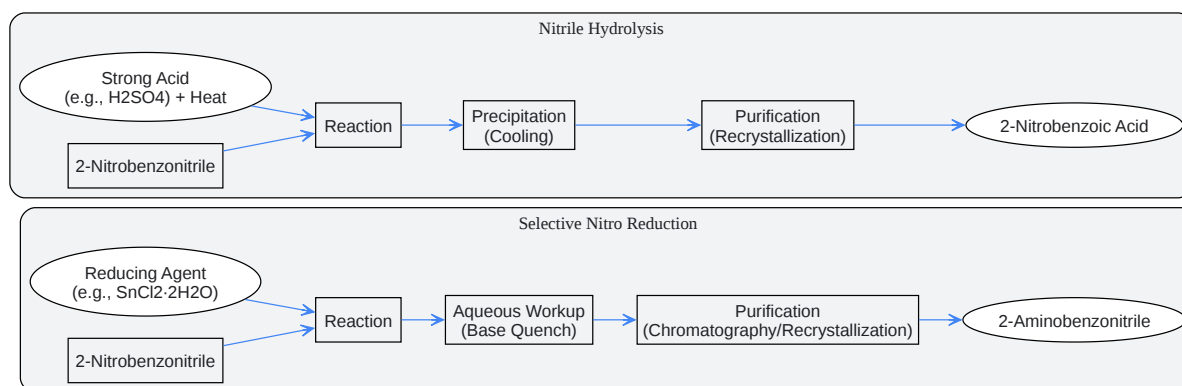 Nitrile Hydrolysis
Strong Acid
(e.g., H2SO4) + Heat
2-Nitrobenzonitrile
Reaction
Precipitation
(Cooling)
Purification
(Recrystallization)
2-Nitrobenzoic Acid
Selective Nitro Reduction
Reducing Agent
(e.g., SnCl2·2H2O)
2-Nitrobenzonitrile
Reaction
Aqueous Workup
(Base Quench)
Purification
(Chromatography/Recrystallization)
2-Aminobenzonitrile